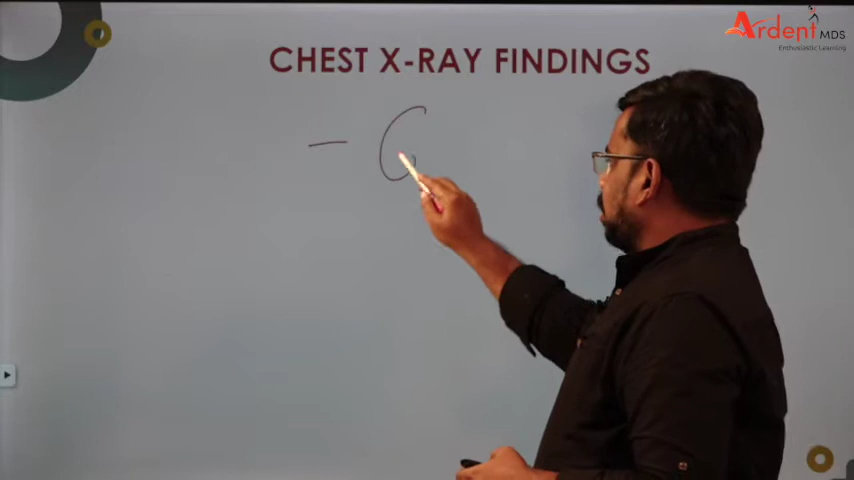 Ardent MDS
Enthusiastic Learning
CHEST X-RAY FINDINGS
- C